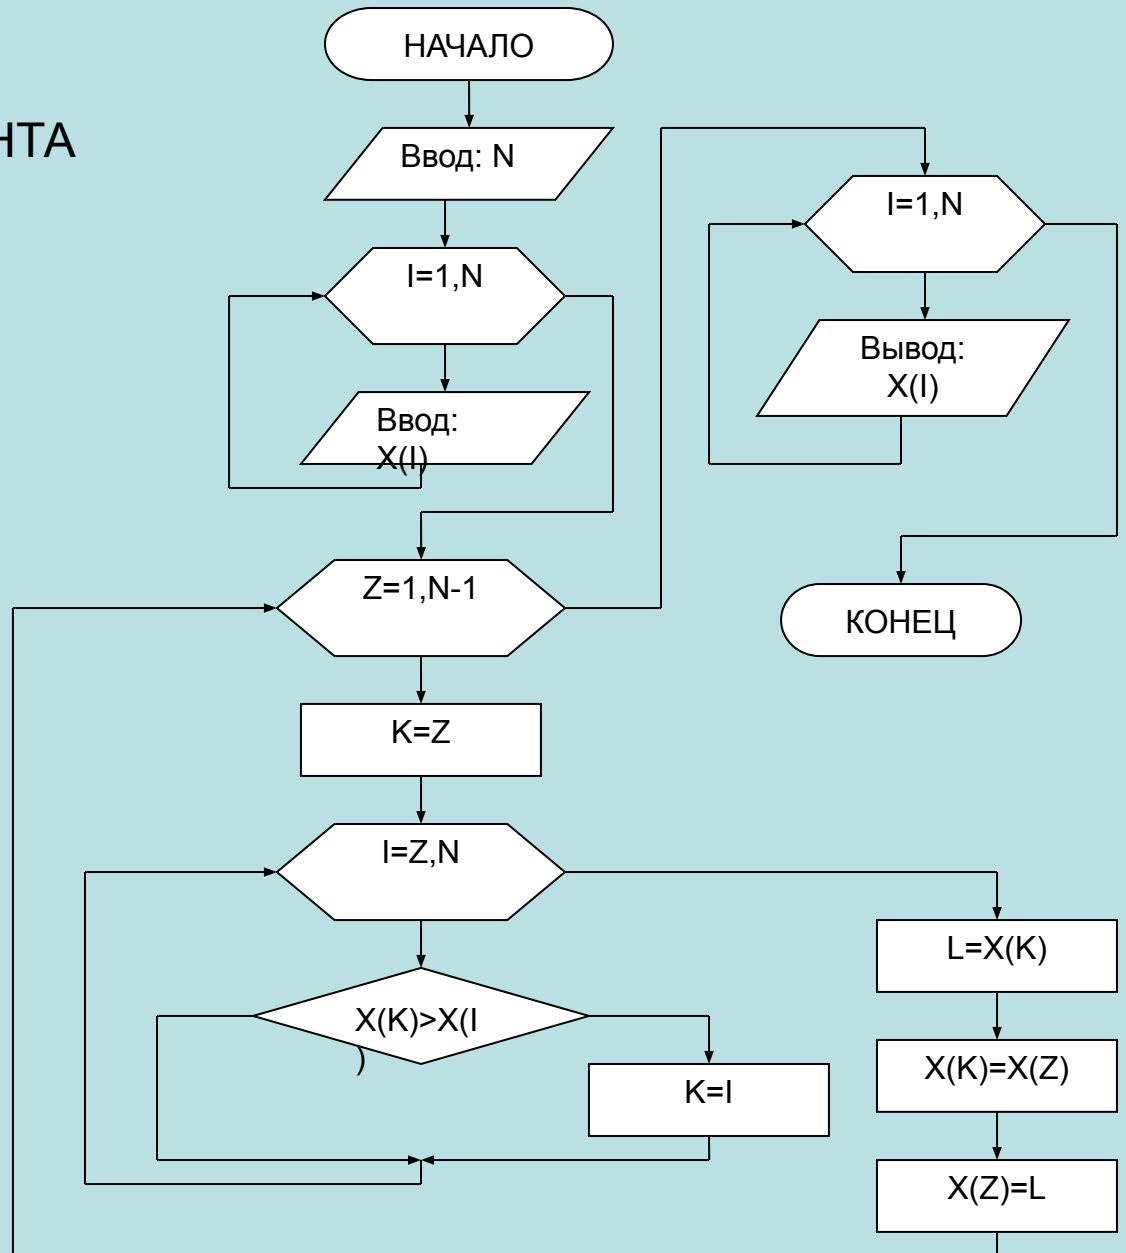 НТА
НАЧАЛО
Ввод: N
I=1,N
Ввод:
X(I)
Z=1,N-1
K=Z
I=Z,N
X(K)>X(I
)
K=I
L=X(K)
X(K)=X(Z)
X(Z)=L
I=1,N
Вывод:
X(I)
КОНЕЦ